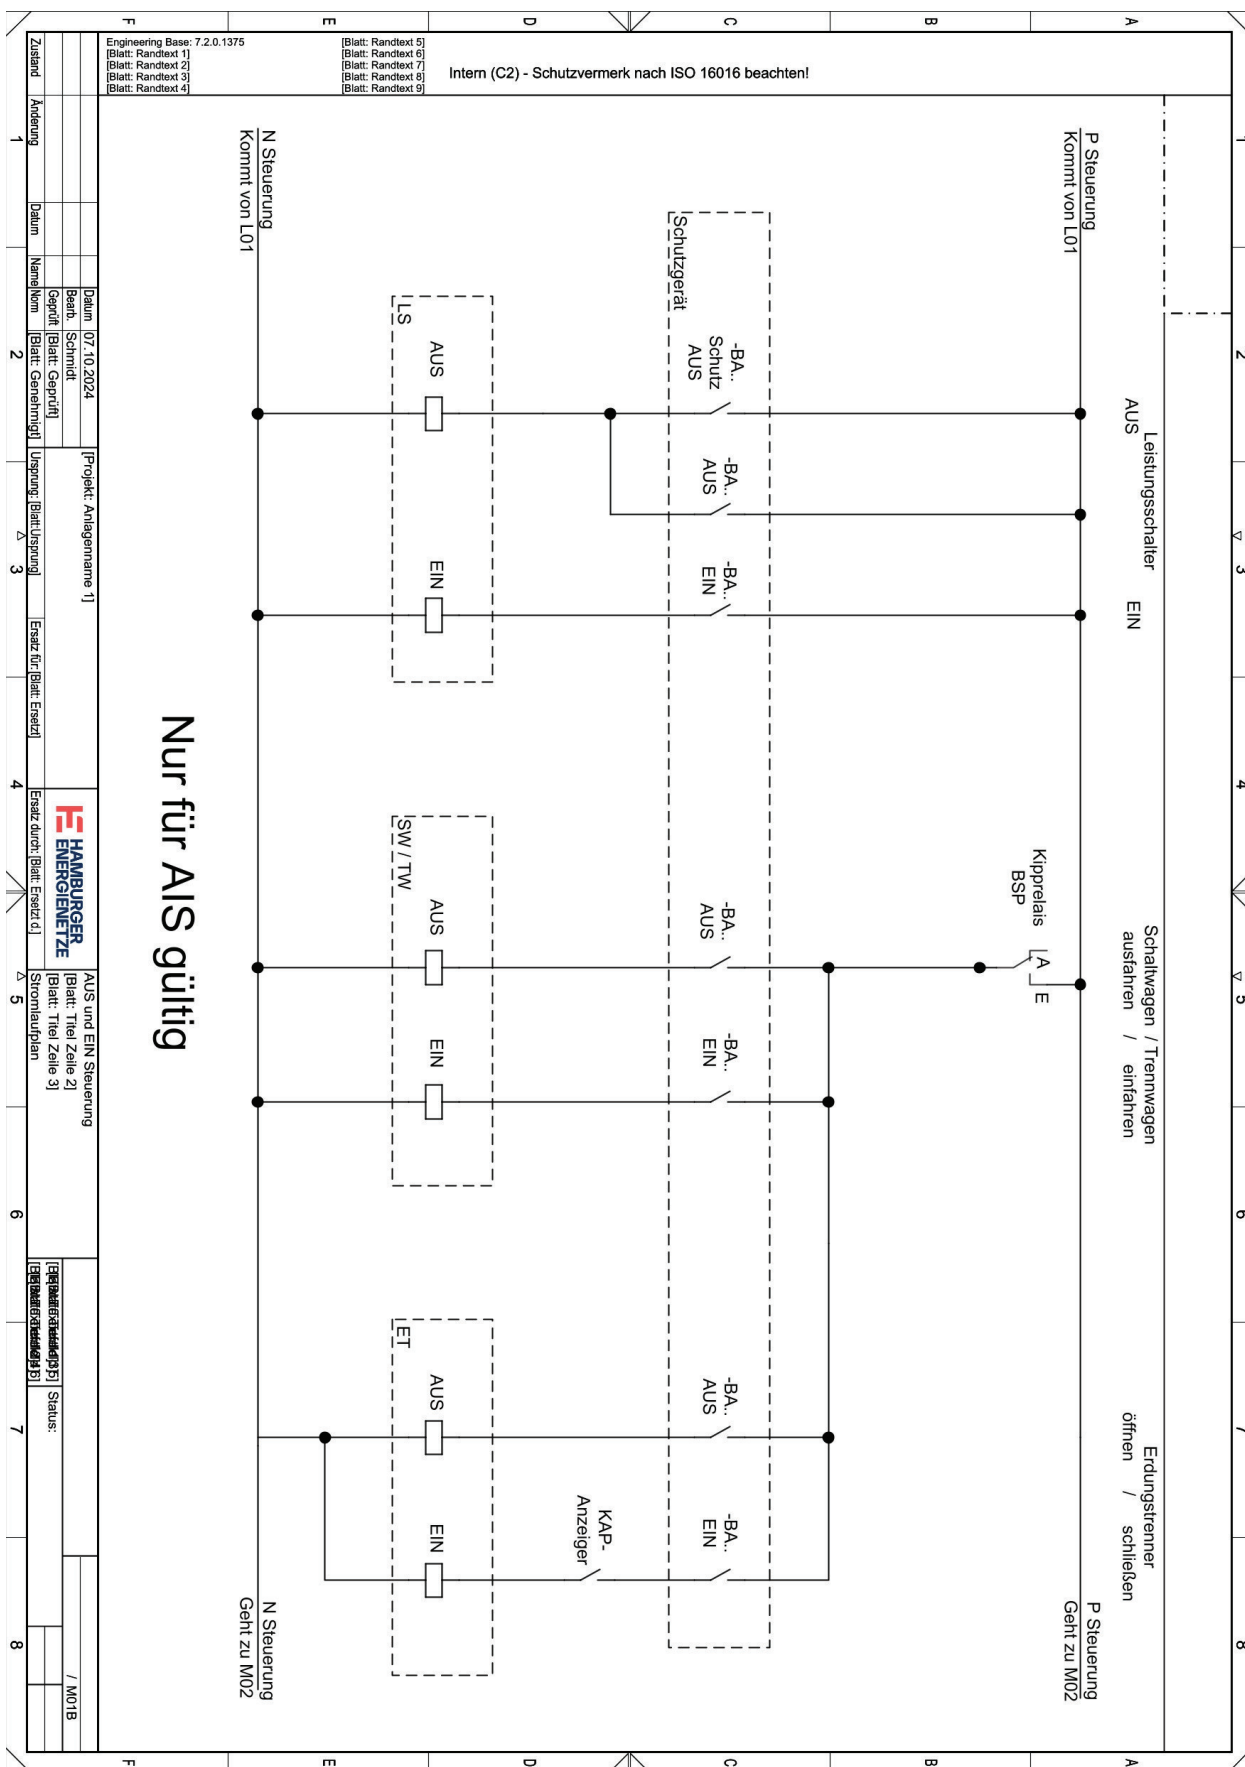 1
2
3
4
5
6
7
8
A
B
C
D
E
F
Leistungsschalter
AUS
EIN
Schaltwagen / Trennwagen
ausfahren / einfahren
Erdungstrenner
öffnen / schließen
P Steuerung
Kommt von L01
P Steuerung
Geht zu M02
Kipprelais
BSP
A
E
Schutzgerät
-BA..
Schutz
AUS
-BA..
AUS
-BA..
EIN
-BA..
AUS
-BA..
EIN
-BA..
AUS
-BA..
EIN
KAP-
Anzeiger
LS
AUS
EIN
SW / TW
AUS
EIN
ET
AUS
EIN
N Steuerung
Kommt von L01
N Steuerung
Geht zu M02
Nur für AIS gültig
Intern (C2) - Schutzvermerk nach ISO 16016 beachten!
Engineering Base: 7.2.0.1375
[Blatt: Randtext 1]
[Blatt: Randtext 2]
[Blatt: Randtext 3]
[Blatt: Randtext 4]
[Blatt: Randtext 5]
[Blatt: Randtext 6]
[Blatt: Randtext 7]
[Blatt: Randtext 8]
[Blatt: Randtext 9]
Zustand
Änderung
Datum
Name
Datum 07.10.2024
Bearb. Schmidt
Geprüft [Blatt: Geprüft]
Norm [Blatt: Genehmigt]
[Projekt: Anlagenname 1]
Ursprung: [Blatt:Ursprung]
Ersatz für:[Blatt: Ersetzt]
Ersatz durch:[Blatt: Ersetzt d.]
HAMBURGER
ENERGIENETZE
AUS und EIN Steuerung
[Blatt: Titel Zeile 2]
[Blatt: Titel Zeile 3]
Stromlaufplan
Status:
/ M01B
1
2
3
4
5
6
7
8
A
B
C
D
E
F